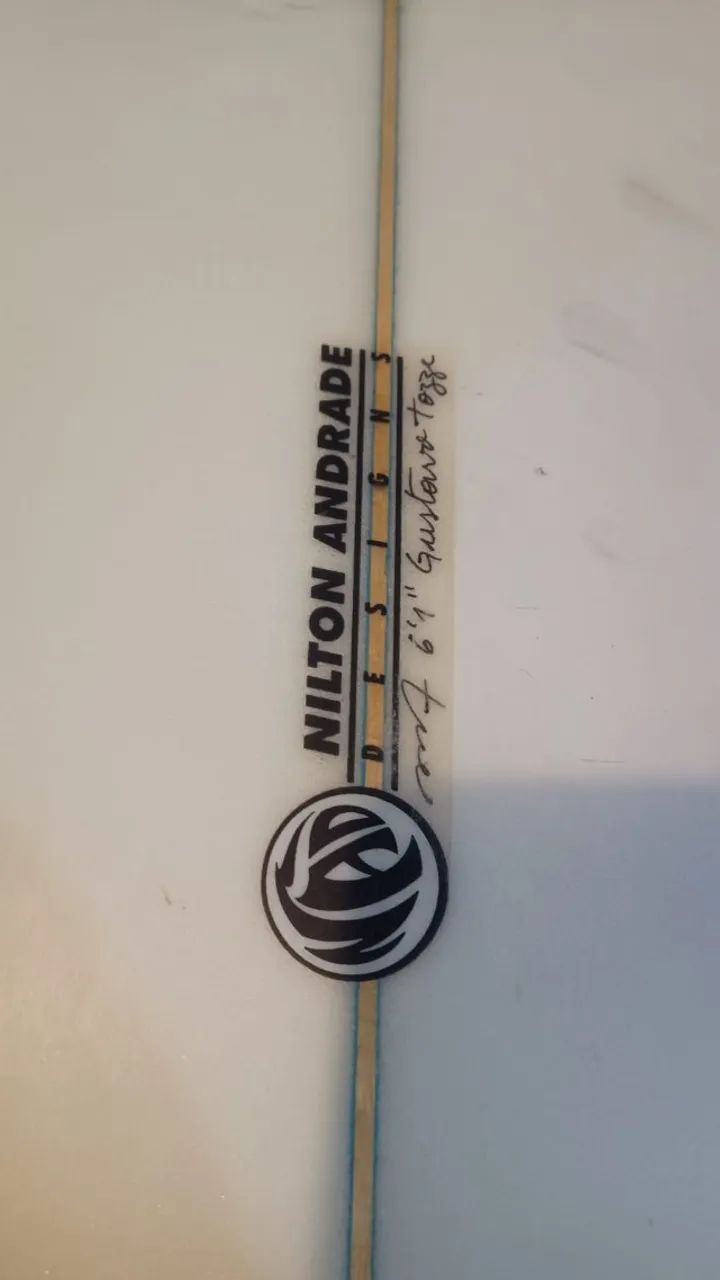 NILTON ANDRADE
DESIGNS
6'1" Gustavo Tozze